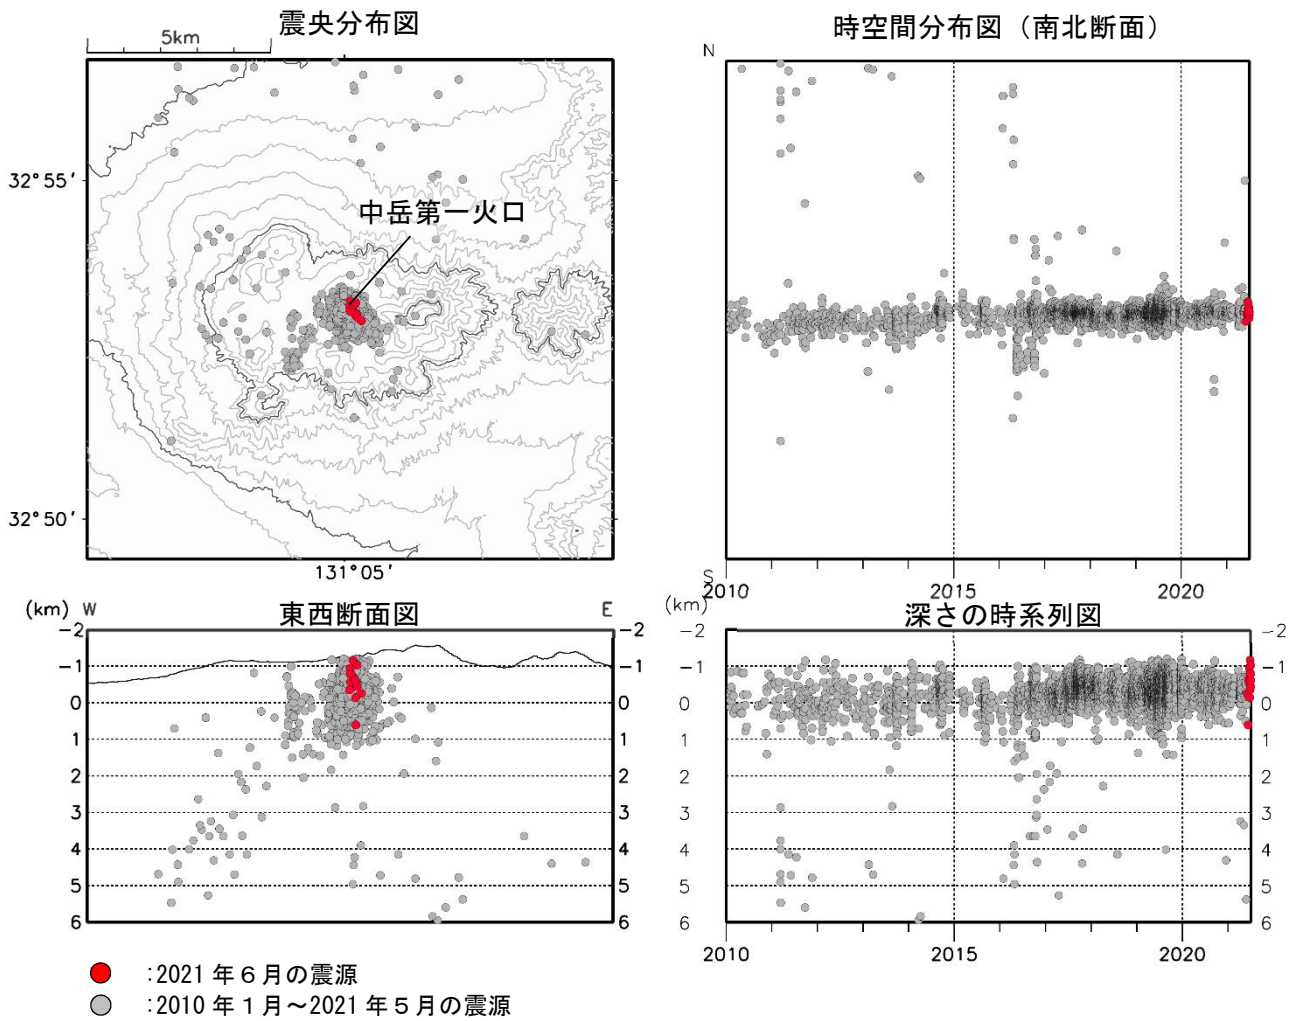 震央分布図
5km
32°55′
中岳第一火口
32°50′
131°05′
時空間分布図（南北断面）
N
S
2010 2015 2020
東西断面図
(km) W E
-2 -2
-1 -1
0 0
1 1
2 2
3 3
4 4
5 5
6 6
深さの時系列図
(km)
-2 -2
-1 -1
0 0
1 1
2 2
3 3
4 4
5 5
6 6
2010 2015 2020
:2021 年６月の震源
:2010 年１月～2021 年５月の震源